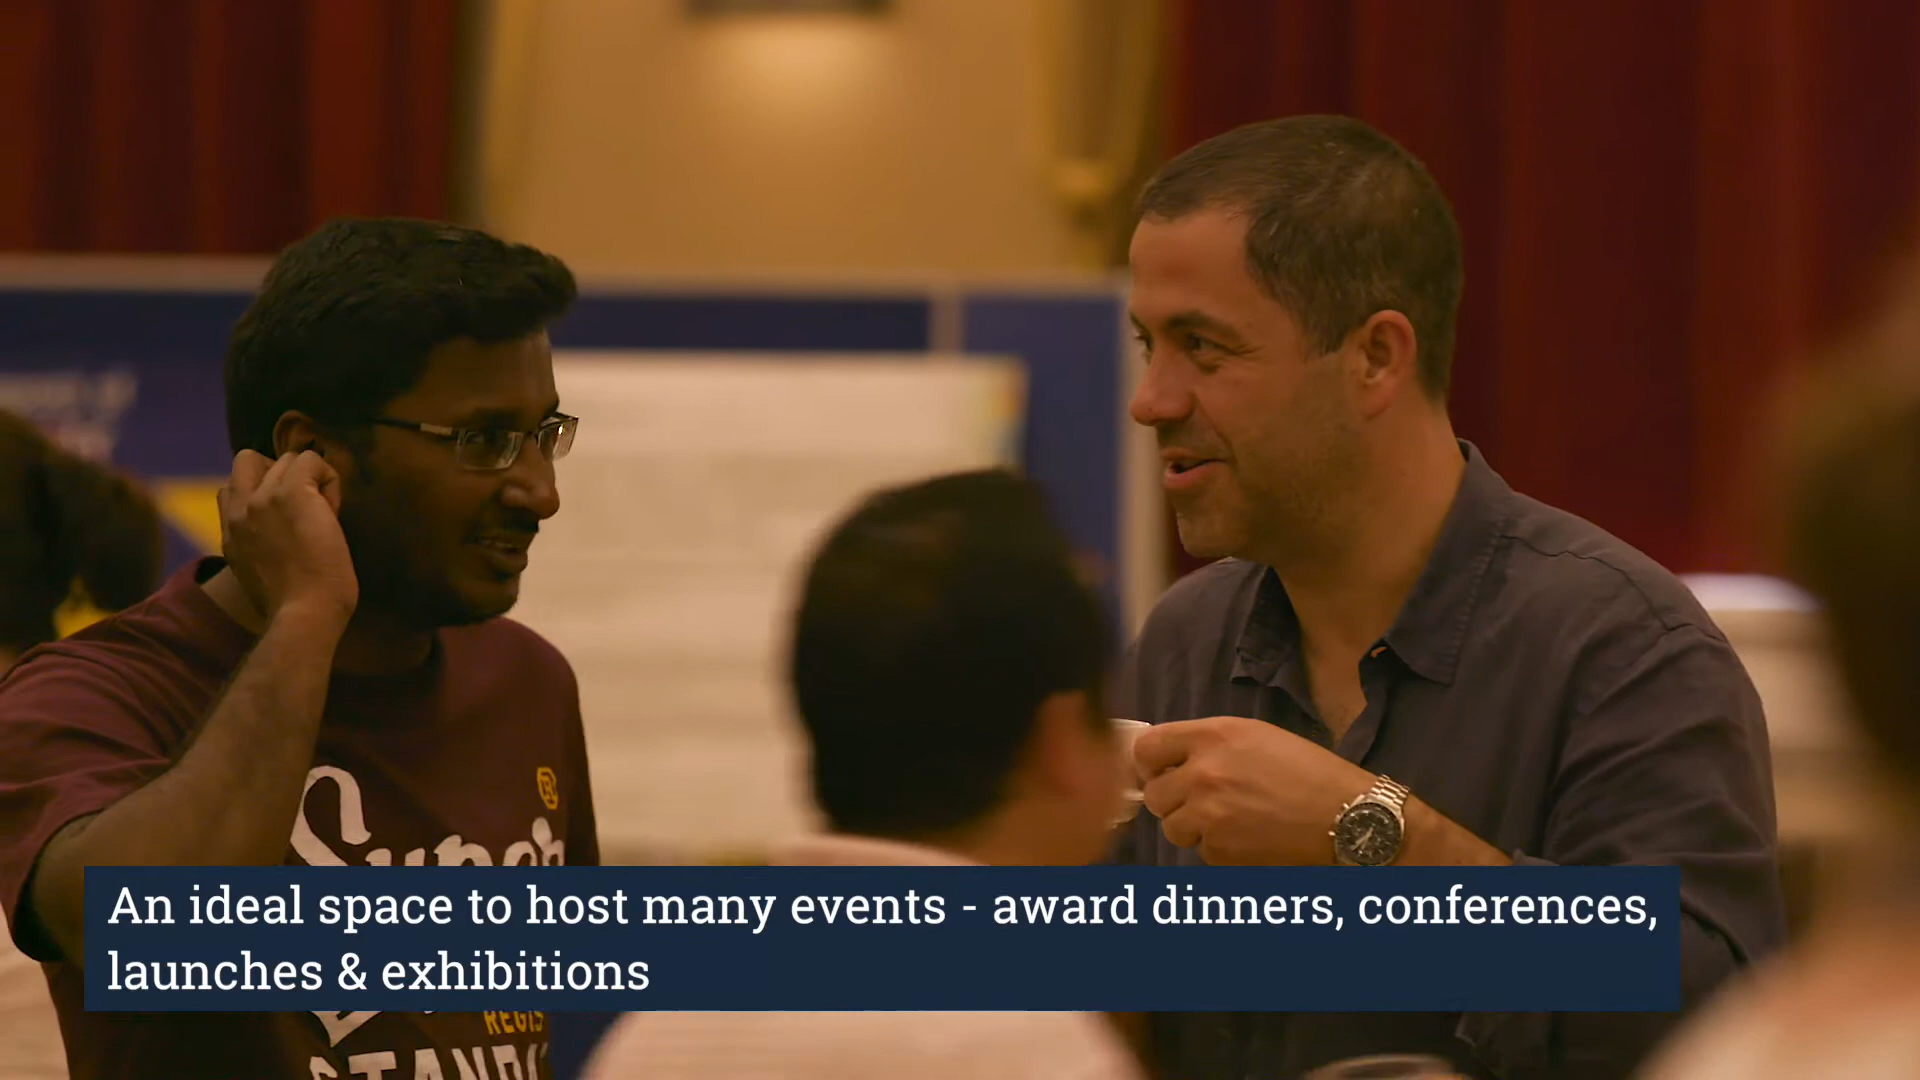 An ideal space to host many events - award dinners, conferences,
launches & exhibitions